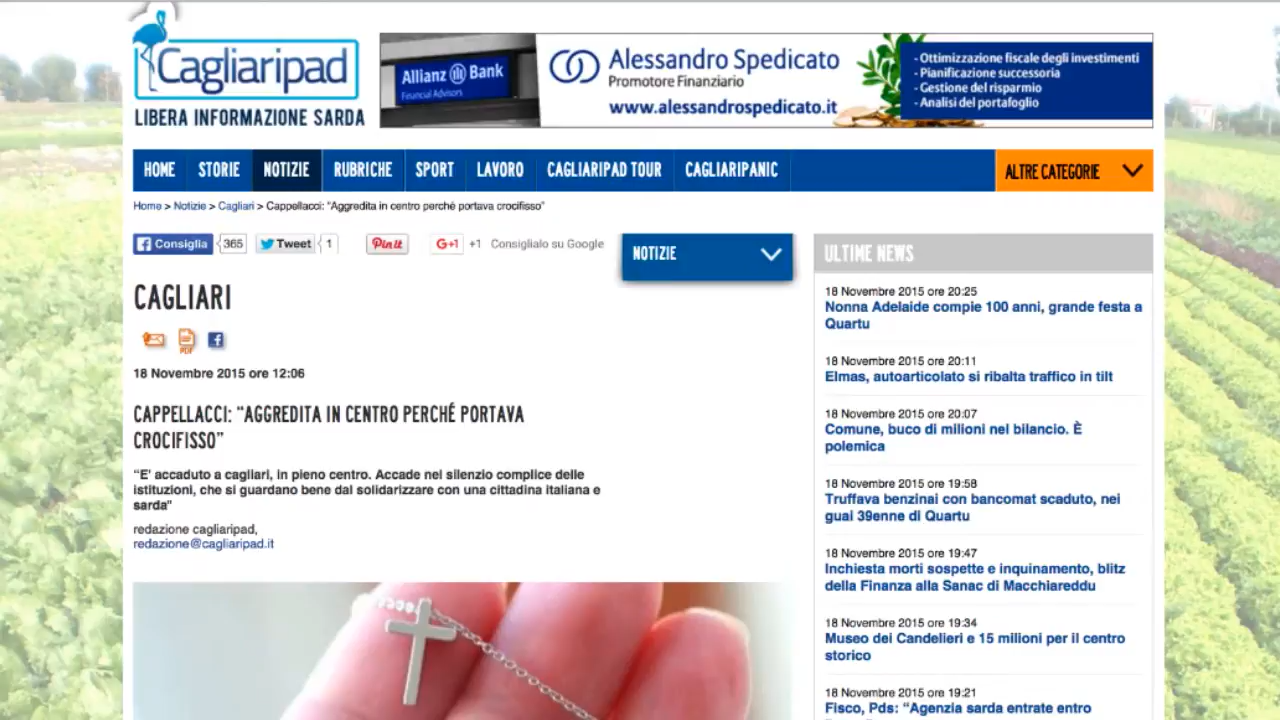 Cagliaripad
LIBERA INFORMAZIONE SARDA
Allianz Bank
Financial Advisors
Alessandro Spedicato
Promotore Finanziario
www.alessandrospedicato.it
- Ottimizzazione fiscale degli investimenti
- Pianificazione successoria
- Gestione del risparmio
- Analisi del portafoglio
HOME STORIE NOTIZIE RUBRICHE SPORT LAVORO CAGLIARIPAD TOUR CAGLIARIPANIC ALTRE CATEGORIE
Home > Notizie > Cagliari > Cappellacci: "Aggredita in centro perché portava crocifisso"
Consiglia 365 Tweet 1 Pin it G+1 +1 Consiglialo su Google
NOTIZIE
CAGLIARI
PDF
18 Novembre 2015 ore 12:06
CAPPELLACCI: "AGGREDITA IN CENTRO PERCHÉ PORTAVA
CROCIFISSO"
"E' accaduto a cagliari, in pieno centro. Accade nel silenzio complice delle
istituzioni, che si guardano bene dal solidarizzare con una cittadina italiana e
sarda"
redazione cagliaripad,
redazione@cagliaripad.it
ULTIME NEWS
18 Novembre 2015 ore 20:25
Nonna Adelaide compie 100 anni, grande festa a
Quartu
18 Novembre 2015 ore 20:11
Elmas, autoarticolato si ribalta traffico in tilt
18 Novembre 2015 ore 20:07
Comune, buco di milioni nel bilancio. È
polemica
18 Novembre 2015 ore 19:58
Truffava benzinai con bancomat scaduto, nei
guai 39enne di Quartu
18 Novembre 2015 ore 19:47
Inchiesta morti sospette e inquinamento, blitz
della Finanza alla Sanac di Macchiareddu
18 Novembre 2015 ore 19:34
Museo dei Candelieri e 15 milioni per il centro
storico
18 Novembre 2015 ore 19:21
Fisco, Pds: "Agenzia sarda entrate entro